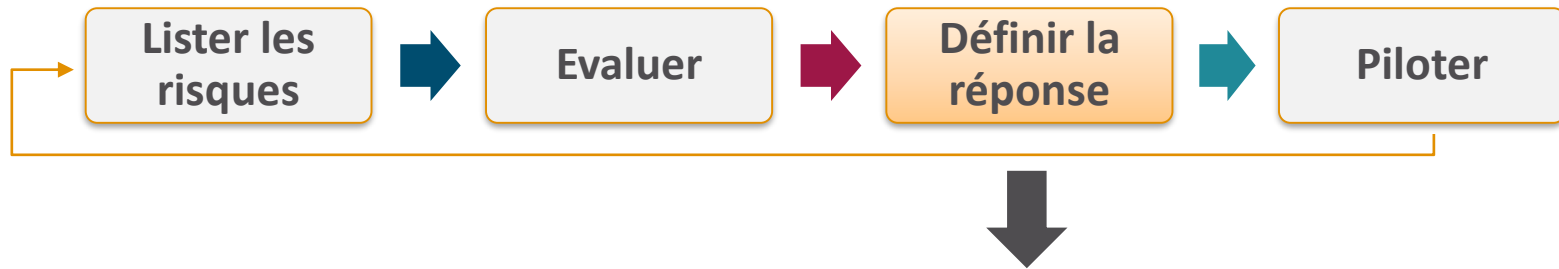 Lister les
risques
Evaluer
Définir la
réponse
Piloter